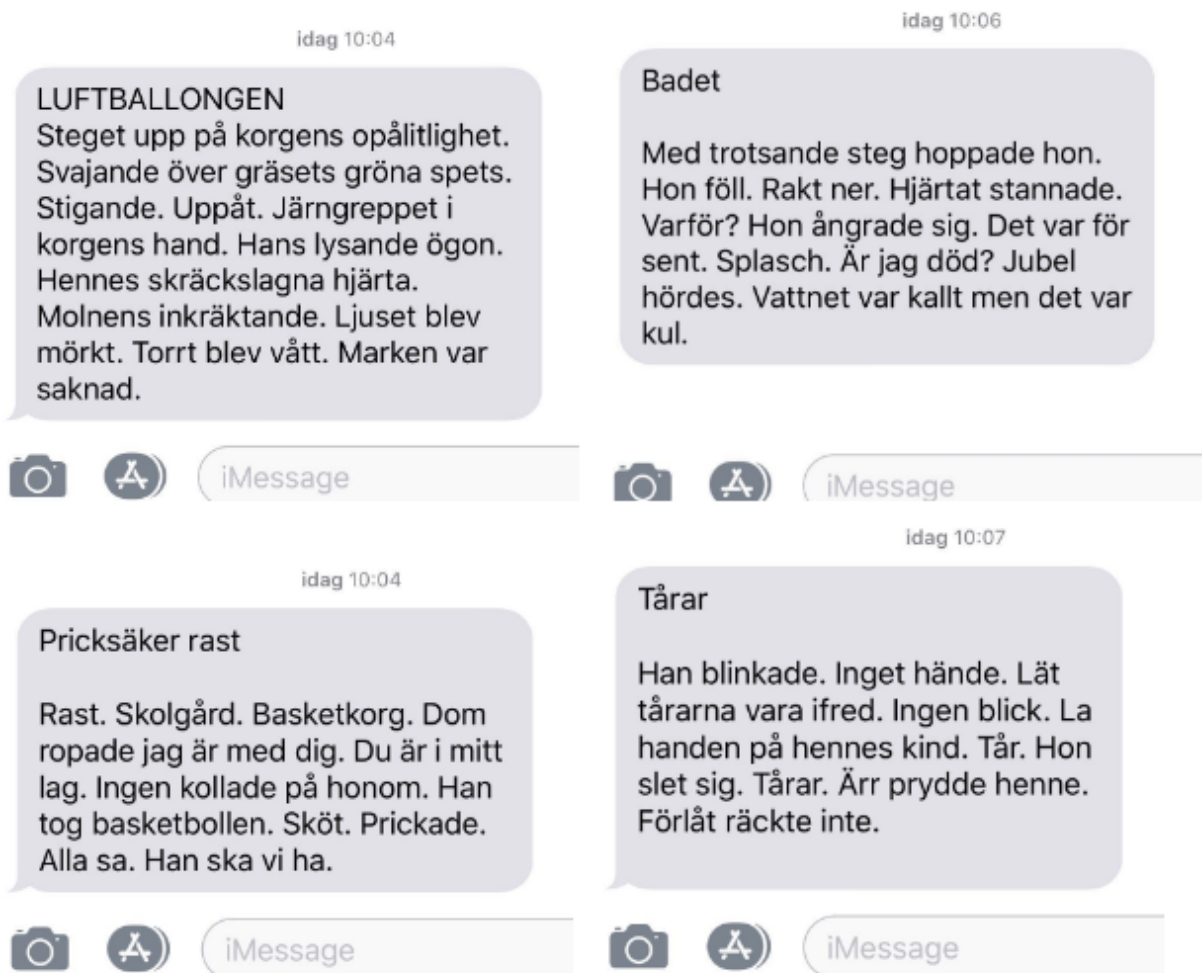 idag 10:04
LUFTBALLONGEN
Steget upp på korgens opålitlighet.
Svajande över gräsets gröna spets.
Stigande. Uppåt. Järngreppet i
korgens hand. Hans lysande ögon.
Hennes skräckslagna hjärta.
Molnens inkräktande. Ljuset blev
mörkt. Torrt blev vått. Marken var
saknad.
iMessage
idag 10:06
Badet
Med trotsande steg hoppade hon.
Hon föll. Rakt ner. Hjärtat stannade.
Varför? Hon ångrade sig. Det var för
sent. Splasch. Är jag död? Jubel
hördes. Vattnet var kallt men det var
kul.
iMessage
idag 10:04
Pricksäker rast
Rast. Skolgård. Basketkorg. Dom
ropade jag är med dig. Du är i mitt
lag. Ingen kollade på honom. Han
tog basketbollen. Sköt. Prickade.
Alla sa. Han ska vi ha.
iMessage
idag 10:07
Tårar
Han blinkade. Inget hände. Lät
tårarna vara ifred. Ingen blick. La
handen på hennes kind. Tår. Hon
slet sig. Tårar. Ärr prydde henne.
Förlåt räckte inte.
iMessage